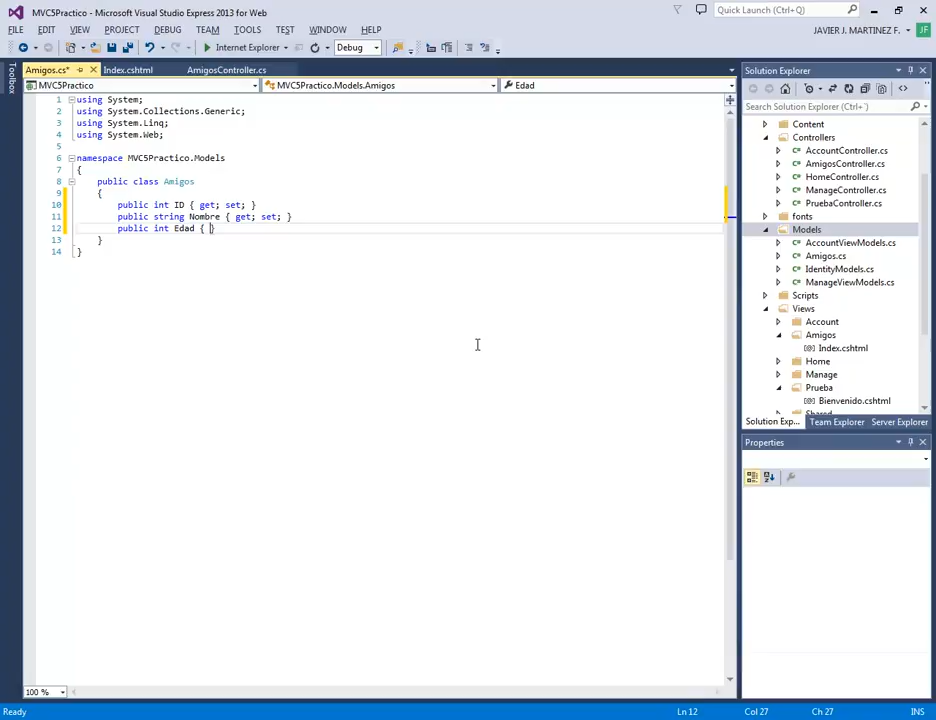 MVC5Practico - Microsoft Visual Studio Express 2013 for Web
Quick Launch (Ctrl+Q)
FILE EDIT VIEW PROJECT DEBUG TEAM TOOLS TEST WINDOW HELP
JAVIER J. MARTINEZ F. JF
Internet Explorer Debug
Toolbox
Amigos.cs* Index.cshtml AmigosController.cs
MVC5Practico MVC5Practico.Models.Amigos Edad
1 using System;
2 using System.Collections.Generic;
3 using System.Linq;
4 using System.Web;
5
6 namespace MVC5Practico.Models
7 {
8 public class Amigos
9 {
10 public int ID { get; set; }
11 public string Nombre { get; set; }
12 public int Edad { }
13 }
14 }
100 %
Solution Explorer
Search Solution Explorer (Ctrl+´)
Content
Controllers
AccountController.cs
AmigosController.cs
HomeController.cs
ManageController.cs
PruebaController.cs
fonts
Models
AccountViewModels.cs
Amigos.cs
IdentityModels.cs
ManageViewModels.cs
Scripts
Views
Account
Amigos
Index.cshtml
Home
Manage
Prueba
Bienvenido.cshtml
Shared
Solution Exp... Team Explorer Server Explorer
Properties
Ready Ln 12 Col 27 Ch 27 INS